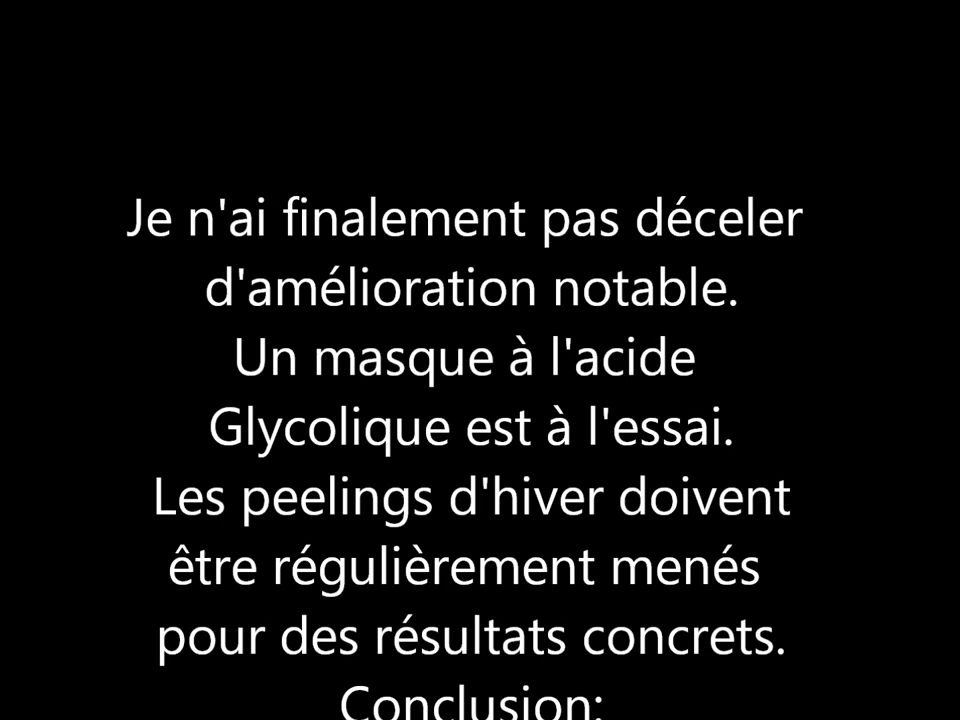 Je n'ai finalement pas déceler
d'amélioration notable.
Un masque à l'acide
Glycolique est à l'essai.
Les peelings d'hiver doivent
être régulièrement menés
pour des résultats concrets.
Conclusion: